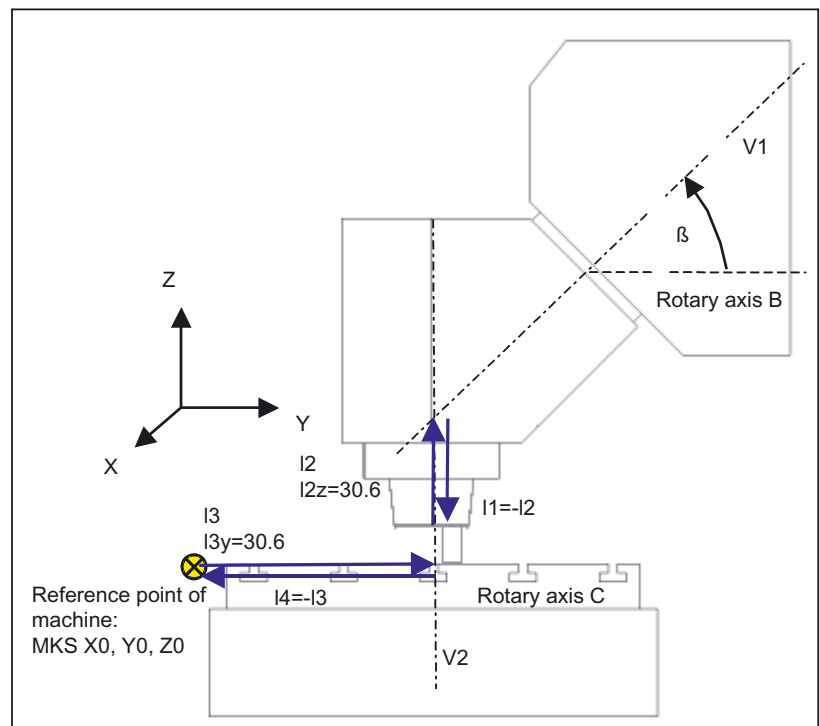 V1
ß
Rotary axis B
Z
Y
X
l2
l2z=30.6
l1=-l2
l3
l3y=30.6
Reference point of
machine:
MKS X0, Y0, Z0
l4=-l3
Rotary axis C
V2